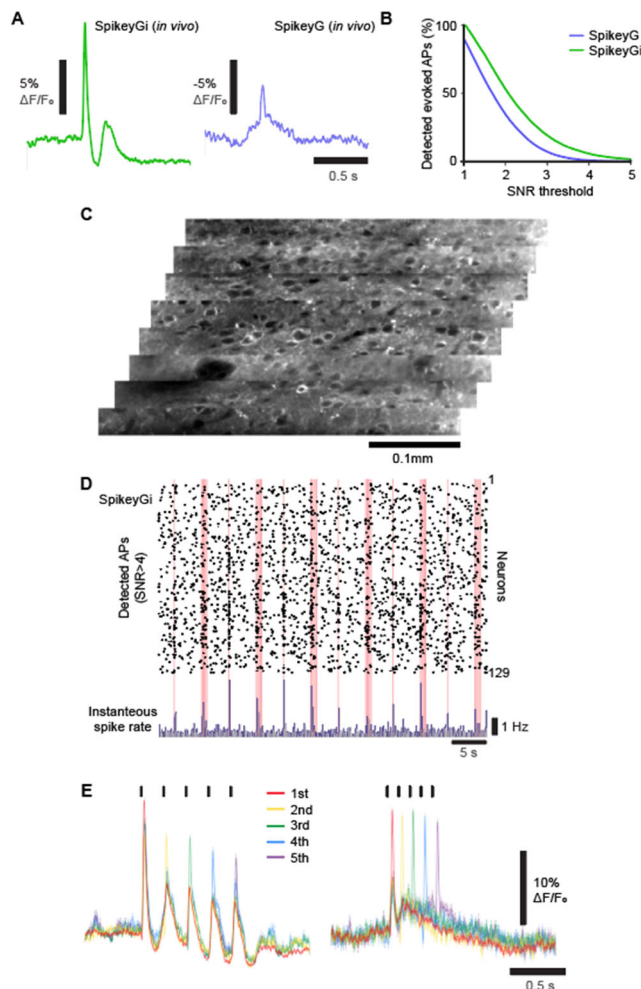 A
SpikeyGi (in vivo)
SpikeyG (in vivo)
5%
ΔF/F₀
-5%
ΔF/F₀
0.5 s
B
Detected evoked APs (%)
100
50
0
1 2 3 4 5
SNR threshold
SpikeyG
SpikeyGi
C
0.1mm
D
SpikeyGi
Detected APs
(SNR>4)
1
Neurons
129
Instanteous
spike rate
1 Hz
5 s
E
1st
2nd
3rd
4th
5th
10%
ΔF/F₀
0.5 s